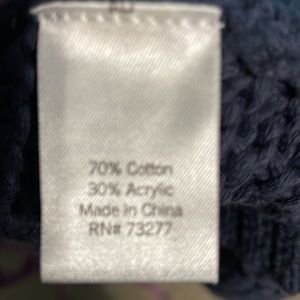 70% Cotton
30% Acrylic
Made in China
RN# 73277